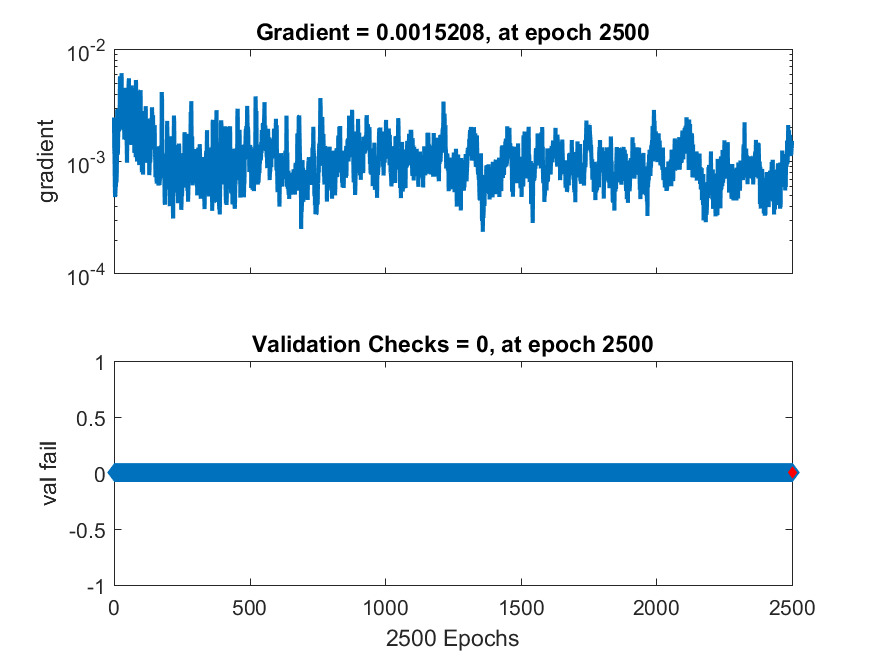 Gradient = 0.0015208, at epoch 2500
10-2
gradient
10-3
10-4
Validation Checks = 0, at epoch 2500
1
0.5
val fail
0
-0.5
-1
0 500 1000 1500 2000 2500
2500 Epochs